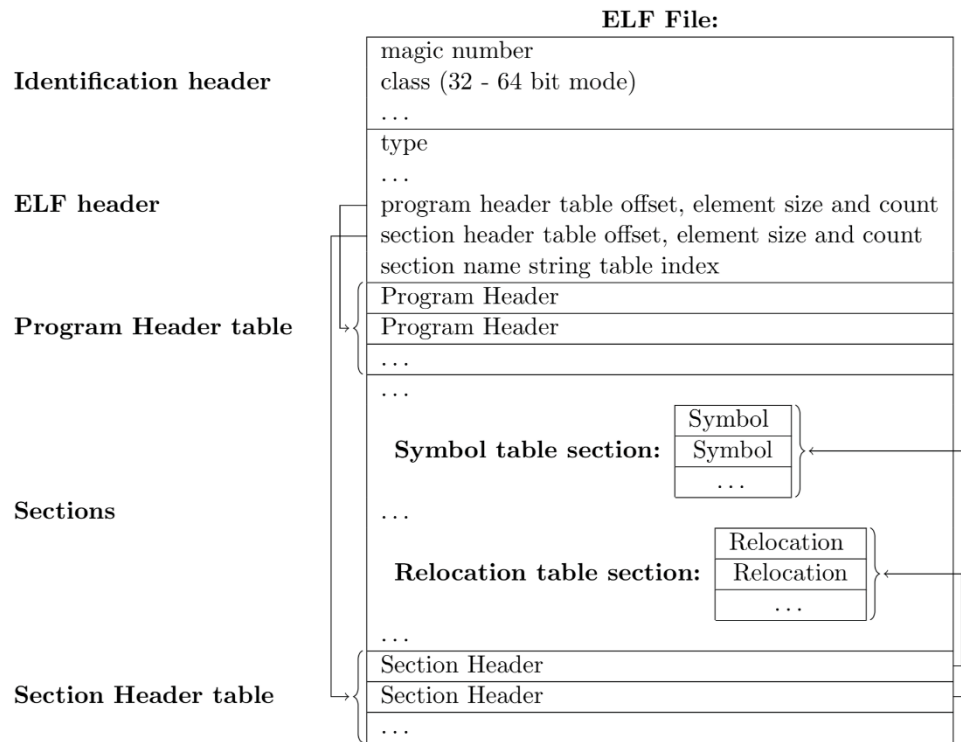 ELF File:
magic number
Identification header
class (32 - 64 bit mode)
. . .
type
. . .
ELF header
program header table offset, element size and count
section header table offset, element size and count
section name string table index
Program Header
Program Header table
Program Header
. . .
. . .
Symbol
Symbol table section:
Symbol
. . .
Sections
. . .
Relocation
Relocation table section:
Relocation
. . .
. . .
Section Header
Section Header table
Section Header
. . .